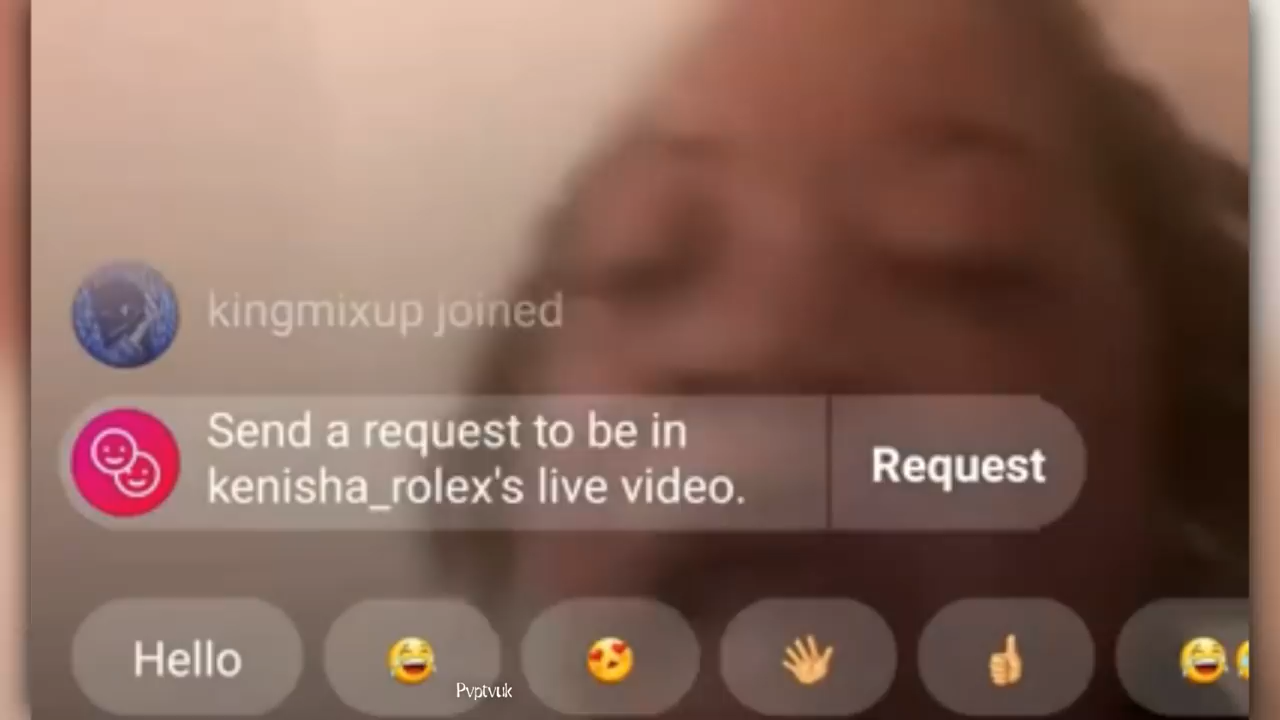 kingmixup joined
Send a request to be in
kenisha_rolex's live video.
Request
Hello
Pvptvuk